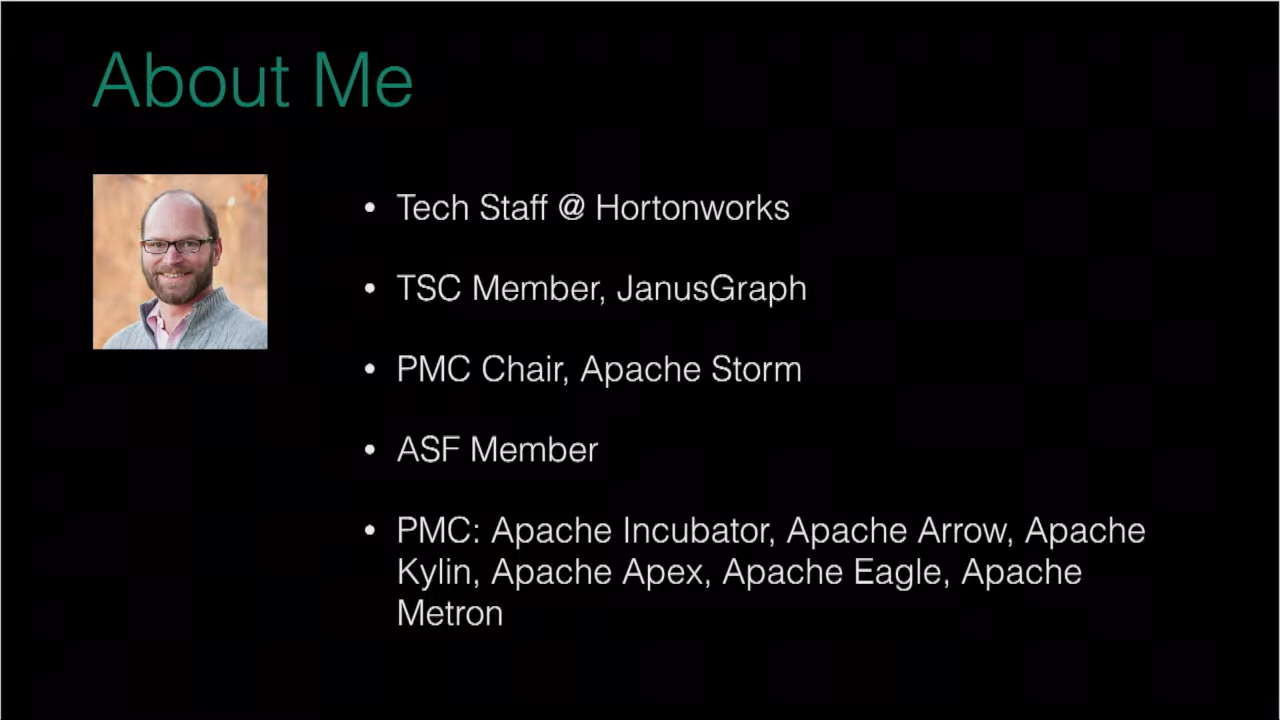 About Me
• Tech Staff @ Hortonworks
• TSC Member, JanusGraph
• PMC Chair, Apache Storm
• ASF Member
• PMC: Apache Incubator, Apache Arrow, Apache
Kylin, Apache Apex, Apache Eagle, Apache
Metron